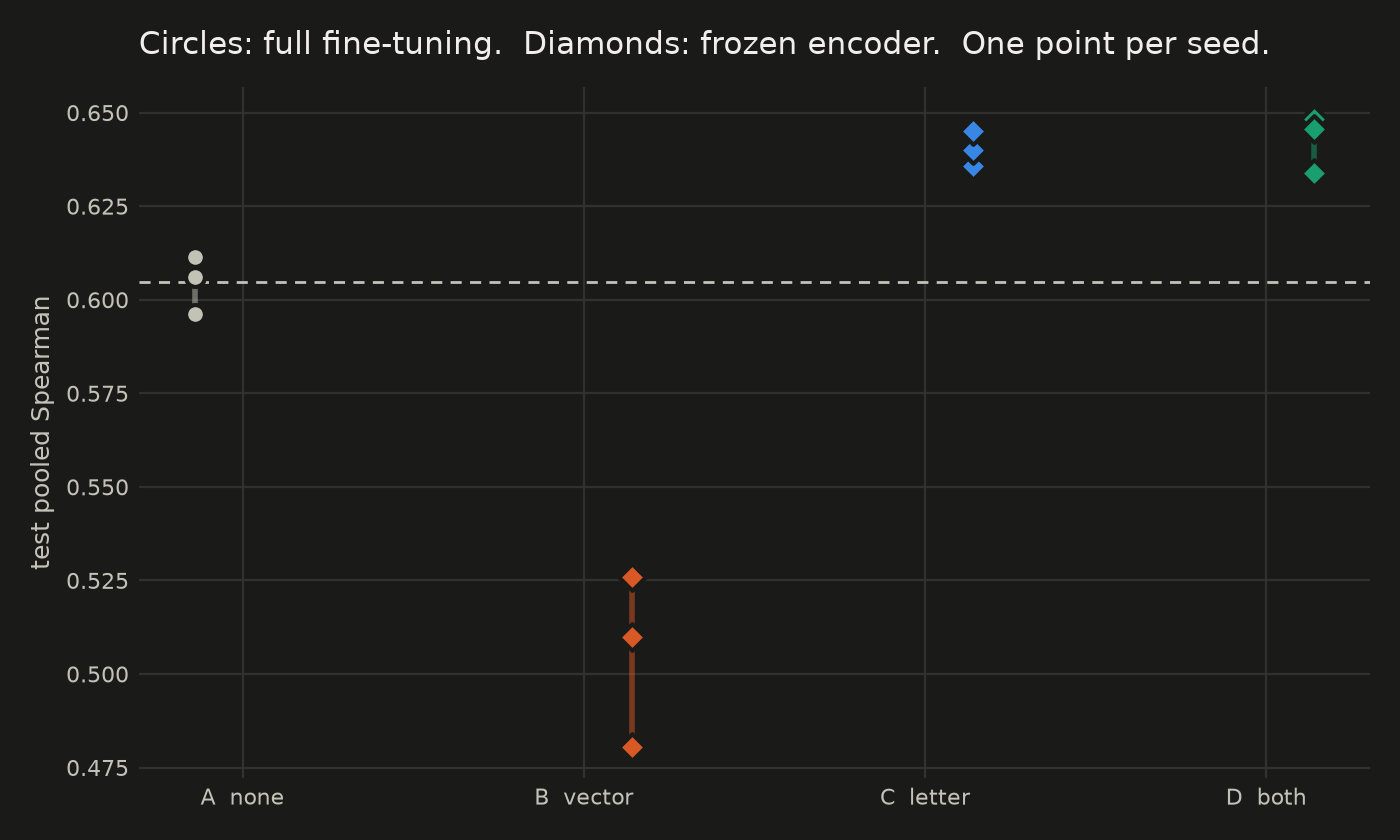 Circles: full fine-tuning.  Diamonds: frozen encoder.  One point per seed.
test pooled Spearman
0.650
0.625
0.600
0.575
0.550
0.525
0.500
0.475
A  none
B  vector
C  letter
D  both